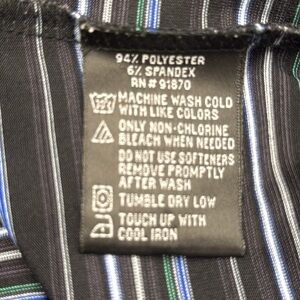 94% POLYESTER
6% SPANDEX
RN # 91870
MACHINE WASH COLD
WITH LIKE COLORS
ONLY NON-CHLORINE
BLEACH WHEN NEEDED
DO NOT USE SOFTENERS
REMOVE PROMPTLY
AFTER WASH
TUMBLE DRY LOW
TOUCH UP WITH
COOL IRON